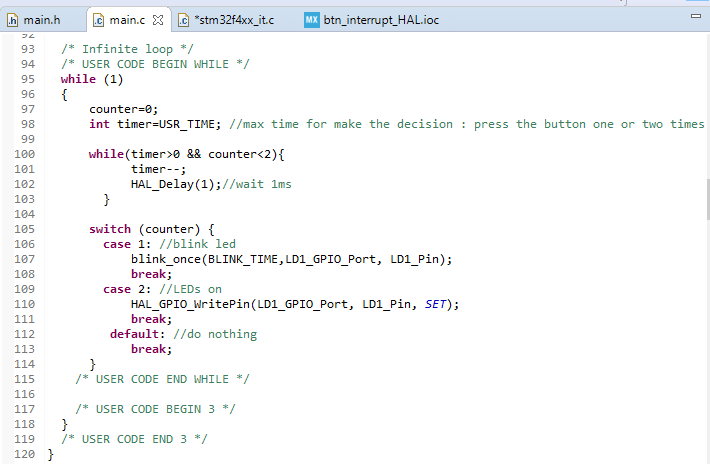 main.h main.c *stm32f4xx_it.c MX btn_interrupt_HAL.ioc
92
93 /* Infinite loop */
94 /* USER CODE BEGIN WHILE */
95 while (1)
96 {
97 counter=0;
98 int timer=USR_TIME; //max time for make the decision : press the button one or two times
99
100 while(timer>0 && counter<2){
101 timer--;
102 HAL_Delay(1);//wait 1ms
103 }
104
105 switch (counter) {
106 case 1: //blink led
107 blink_once(BLINK_TIME,LD1_GPIO_Port, LD1_Pin);
108 break;
109 case 2: //LEDs on
110 HAL_GPIO_WritePin(LD1_GPIO_Port, LD1_Pin, SET);
111 break;
112 default: //do nothing
113 break;
114 }
115 /* USER CODE END WHILE */
116
117 /* USER CODE BEGIN 3 */
118 }
119 /* USER CODE END 3 */
120 }